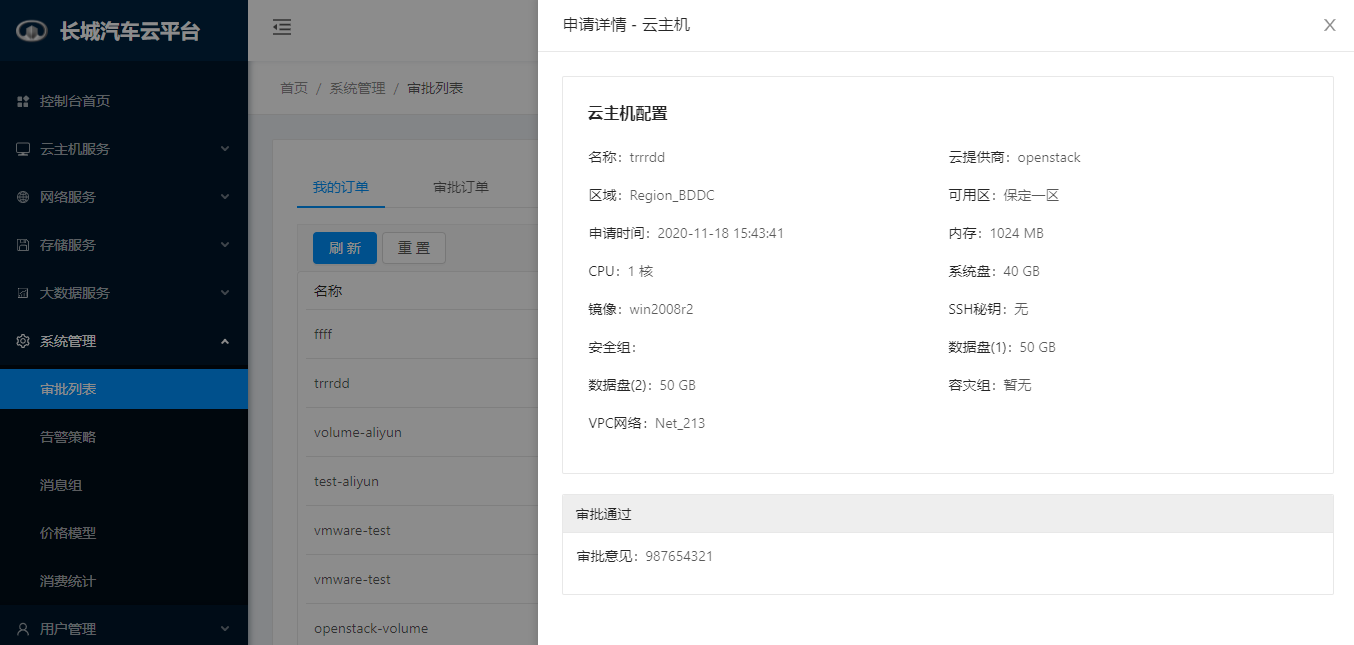 长城汽车云平台
控制台首页
云主机服务
网络服务
存储服务
大数据服务
系统管理
审批列表
告警策略
消息组
价格模型
消费统计
用户管理
首页 / 系统管理 / 审批列表
我的订单 审批订单
刷 新 重 置
名称
ffff
trrrdd
volume-aliyun
test-aliyun
vmware-test
vmware-test
openstack-volume
申请详情 - 云主机
云主机配置
名称：trrrdd 云提供商：openstack
区域：Region_BDDC 可用区：保定一区
申请时间：2020-11-18 15:43:41 内存：1024 MB
CPU：1 核 系统盘：40 GB
镜像：win2008r2 SSH秘钥：无
安全组： 数据盘(1)：50 GB
数据盘(2)：50 GB 容灾组：暂无
VPC网络：Net_213
审批通过
审批意见：987654321